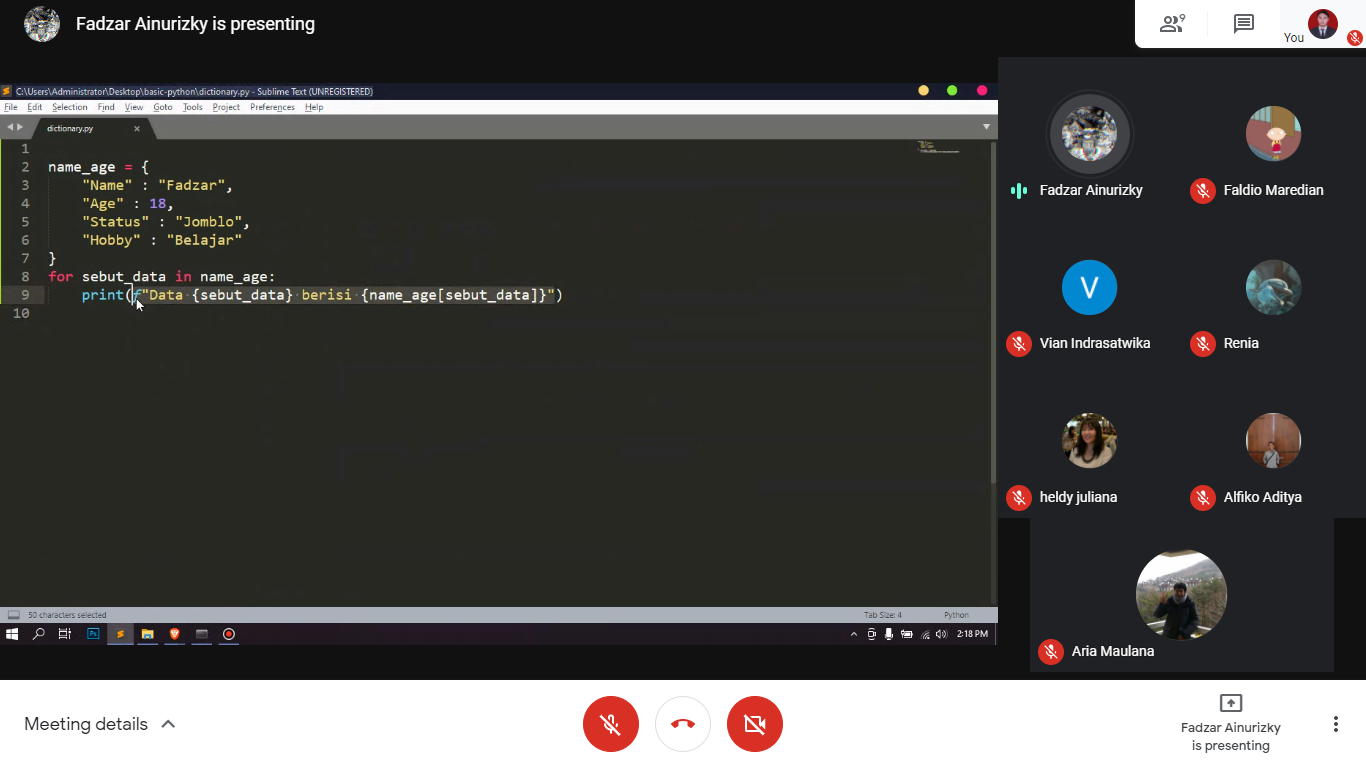 Fadzar Ainurizky is presenting
9
You
C:\Users\Administrator\Desktop\basic-python\dictionary.py - Sublime Text (UNREGISTERED)
File Edit Selection Find View Goto Tools Project Preferences Help
dictionary.py
1
2 name_age = {
3 "Name" : "Fadzar",
4 "Age" : 18,
5 "Status" : "Jomblo",
6 "Hobby" : "Belajar"
7 }
8 for sebut_data in name_age:
9 print(f"Data {sebut_data} berisi {name_age[sebut_data]}")
10
50 characters selected
Tab Size: 4
Python
Ps
2:18 PM
Fadzar Ainurizky
Faldio Maredian
V
Vian Indrasatwika
Renia
heldy juliana
Alfiko Aditya
Aria Maulana
Meeting details
Fadzar Ainurizky
is presenting